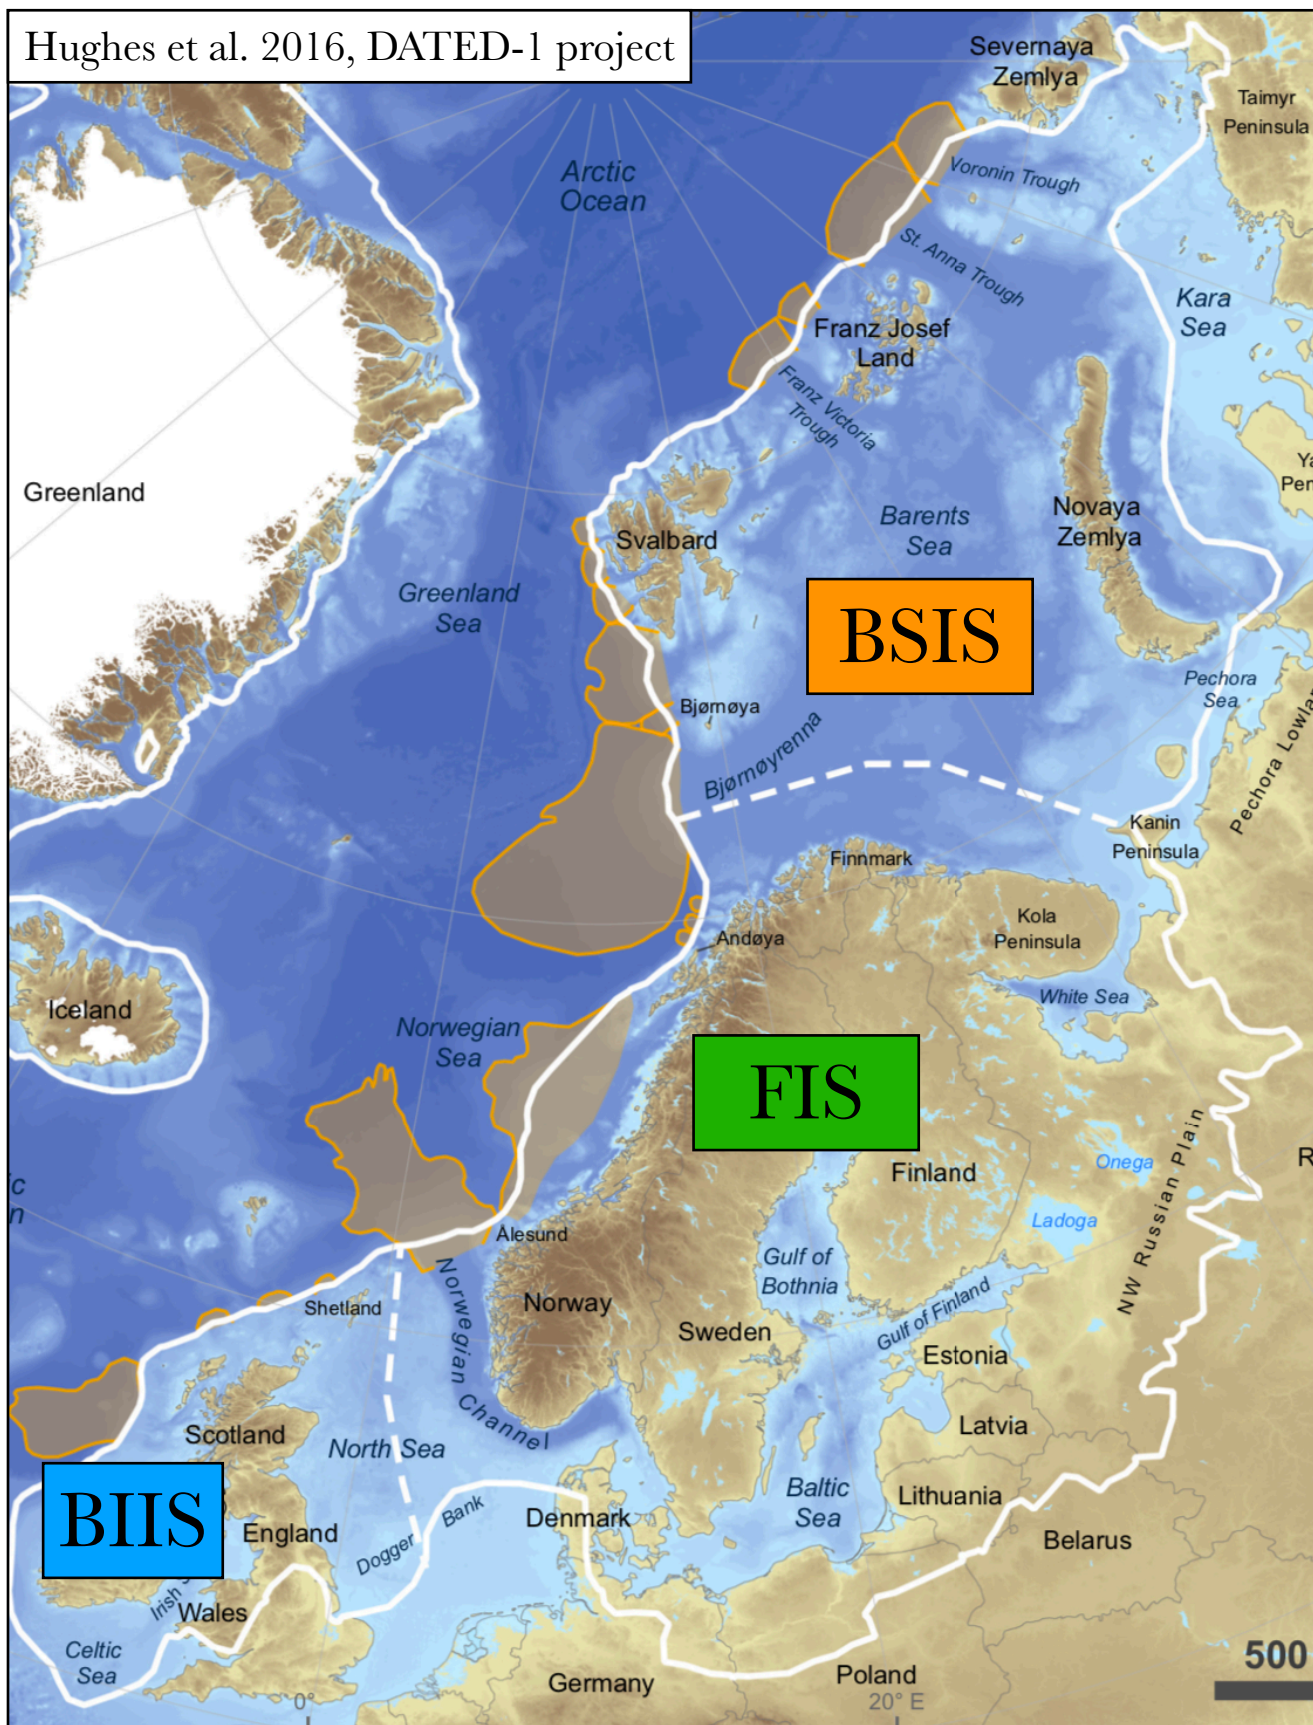 Hughes et al. 2016, DATED-1 project
Severnaya
Zemlya
Taimyr
Peninsula
Arctic
Ocean
Voronin Trough
St. Anna Trough
Kara
Sea
Franz Josef
Land
Franz Victoria
Trough
Greenland
Novaya
Zemlya
Barents
Sea
Svalbard
Greenland
Sea
BSIS
Pechora
Sea
Bjørnøya
Bjørnøyrenna
Pechora
Kanin
Peninsula
Finnmark
Kola
Peninsula
Andøya
White Sea
Iceland
Norwegian
Sea
FIS
Finland
Onega
Ladoga
NW Russian Plain
Ålesund
Gulf of
Bothnia
Gulf of Finland
Norwegian Channel
Shetland
Norway
Sweden
Estonia
Latvia
Scotland
North Sea
Baltic
Sea
Lithuania
BIIS
England
Dogger Bank
Denmark
Belarus
Irish
Wales
Celtic
Sea
Germany
Poland
500
0°
20° E